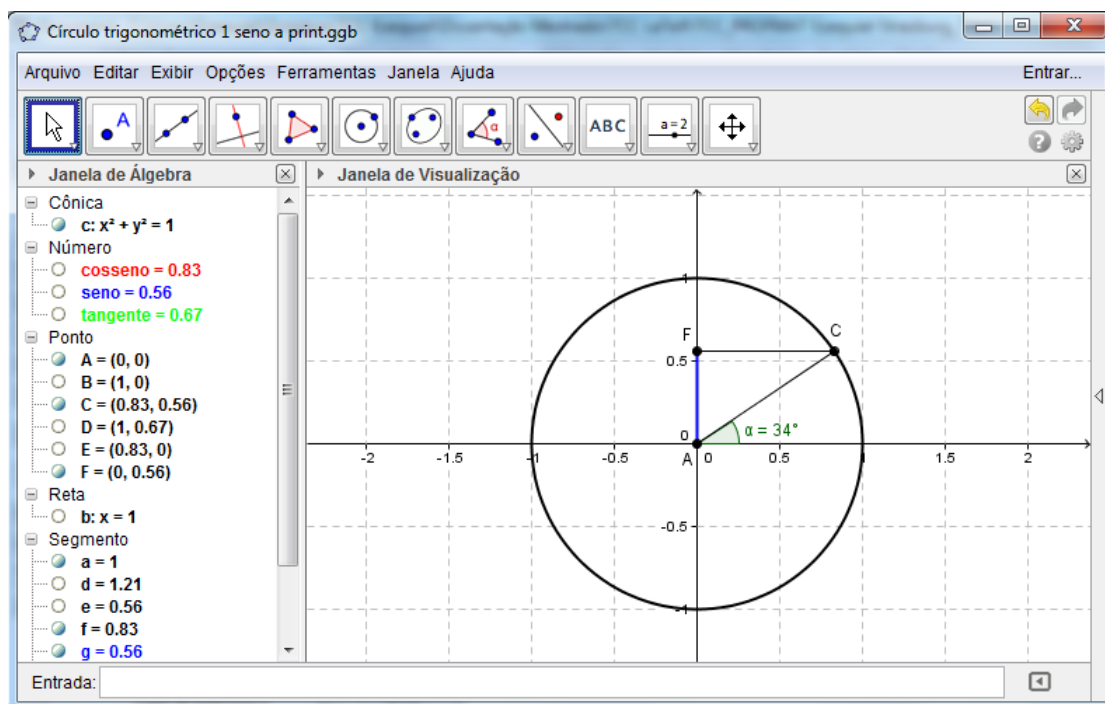 Círculo trigonométrico 1 seno a print.ggb
Arquivo Editar Exibir Opções Ferramentas Janela Ajuda Entrar...
A α ABC a=2
Janela de Álgebra
Cônica
c: x² + y² = 1
Número
cosseno = 0.83
seno = 0.56
tangente = 0.67
Ponto
A = (0, 0)
B = (1, 0)
C = (0.83, 0.56)
D = (1, 0.67)
E = (0.83, 0)
F = (0, 0.56)
Reta
b: x = 1
Segmento
a = 1
d = 1.21
e = 0.56
f = 0.83
g = 0.56
Janela de Visualização
1
F C
0.5
0 α = 34°
-2 -1.5 -1 -0.5 A 0 0.5 1 1.5 2
-0.5
-1
Entrada: